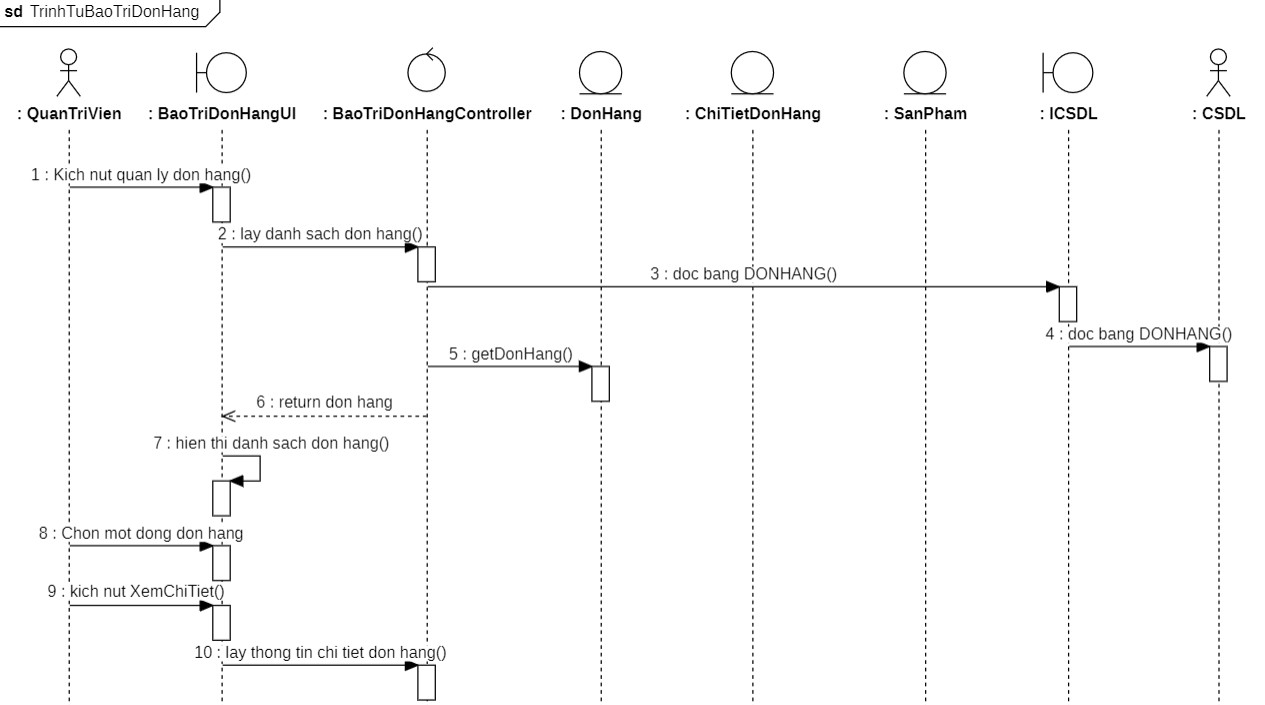 sd TrinhTuBaoTriDonHang
: QuanTriVien
: BaoTriDonHangUI
: BaoTriDonHangController
: DonHang
: ChiTietDonHang
: SanPham
: ICSDL
: CSDL
1 : Kich nut quan ly don hang()
2 : lay danh sach don hang()
3 : doc bang DONHANG()
4 : doc bang DONHANG()
5 : getDonHang()
6 : return don hang
7 : hien thi danh sach don hang()
8 : Chon mot dong don hang
9 : kich nut XemChiTiet()
10 : lay thong tin chi tiet don hang()